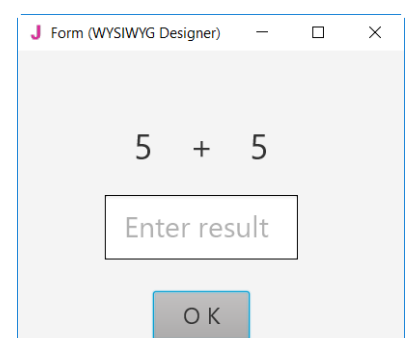 J Form (WYSIWYG Designer)
5 + 5
Enter result
O K